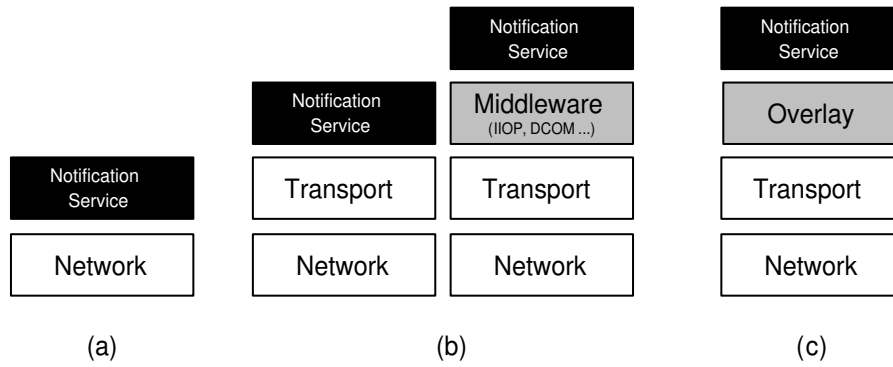 Notification
Service
Network
(a)
Notification
Service
Transport
Network
Notification
Service
Middleware
(IIOP, DCOM ...)
Transport
Network
(b)
Notification
Service
Overlay
Transport
Network
(c)